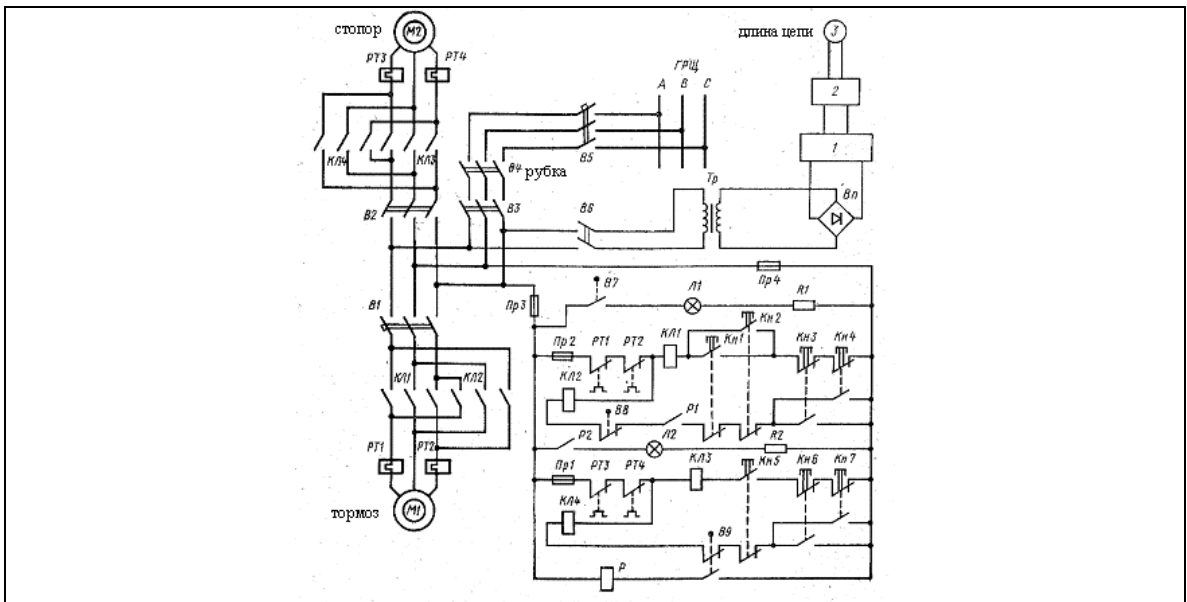 стопор
М2
длина цепи
3
РТ3
РТ4
ГРЩ
А
В
С
2
КЛ4
КЛ3
В5
1
В4
рубка
Тр
Вп
В2
В3
В6
Пр4
В1
Пр3
В7
Л1
R1
Кн2
Пр2
РТ1
РТ2
КЛ1
Кн1
Кн3
Кн4
КЛ1
КЛ2
КЛ2
В8
Р1
Р2
Л2
R2
РТ1
РТ2
Пр1
РТ3
РТ4
КЛ3
Кн5
Кн6
Кн7
КЛ4
тормоз
М1
В9
Р